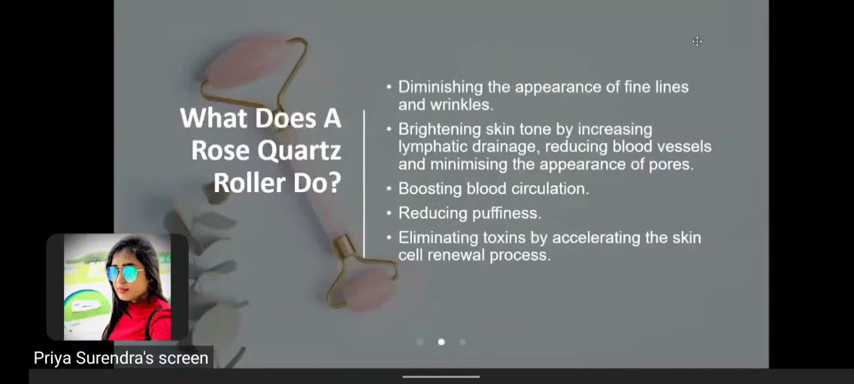 What Does A
Rose Quartz
Roller Do?
• Diminishing the appearance of fine lines
and wrinkles.
• Brightening skin tone by increasing
lymphatic drainage, reducing blood vessels
and minimising the appearance of pores.
• Boosting blood circulation.
• Reducing puffiness.
• Eliminating toxins by accelerating the skin
cell renewal process.
Priya Surendra's screen